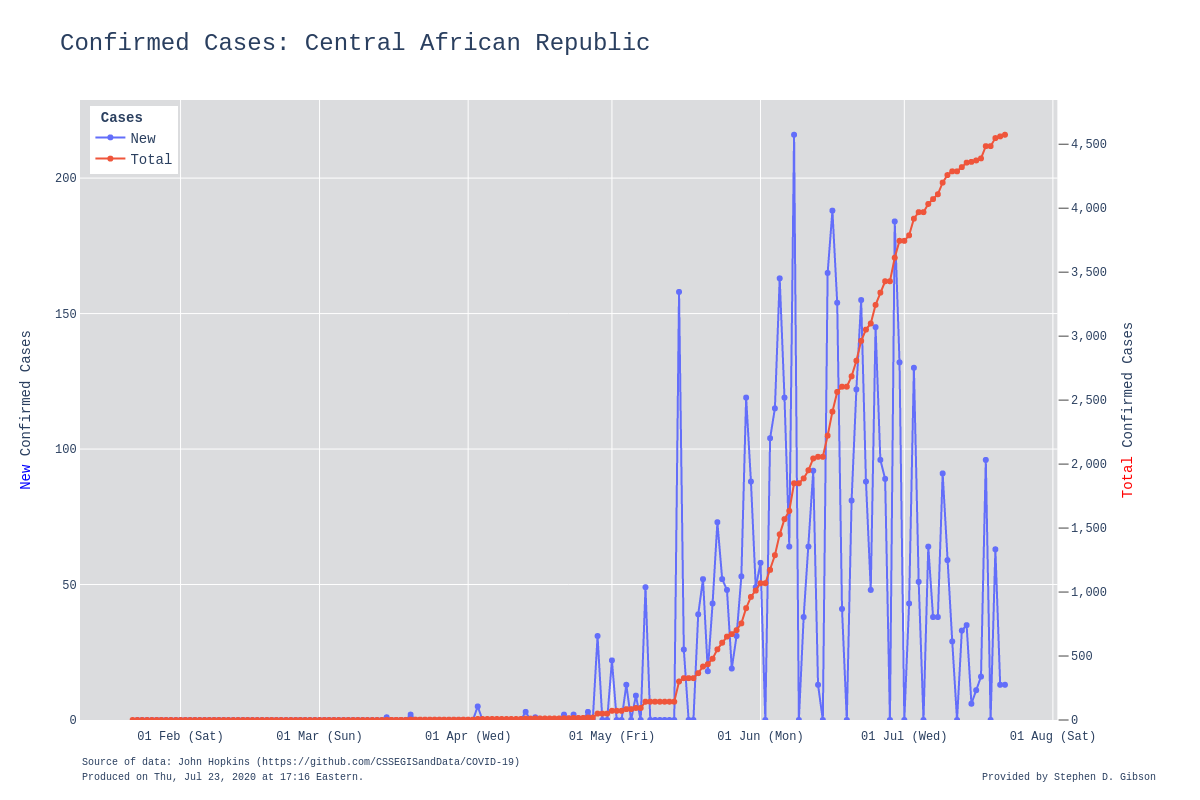 Confirmed Cases: Central African Republic
Cases
New
Total
200
150
100
50
0
4,500
4,000
3,500
3,000
2,500
2,000
1,500
1,000
500
0
New Confirmed Cases
Total Confirmed Cases
01 Feb (Sat)
01 Mar (Sun)
01 Apr (Wed)
01 May (Fri)
01 Jun (Mon)
01 Jul (Wed)
01 Aug (Sat)
Source of data: John Hopkins (https://github.com/CSSEGISandData/COVID-19)
Produced on Thu, Jul 23, 2020 at 17:16 Eastern.
Provided by Stephen D. Gibson